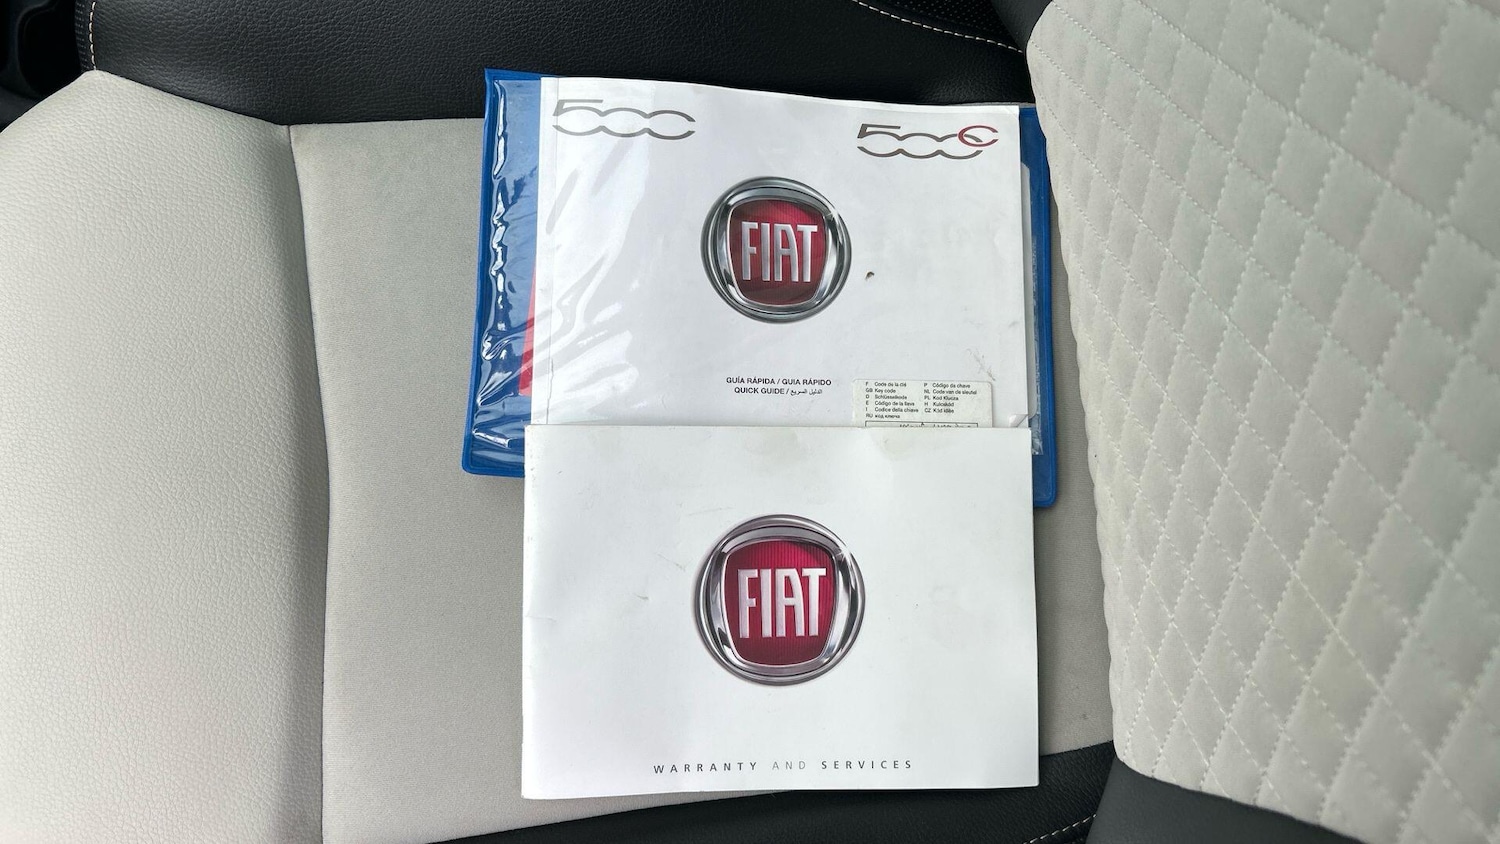 500
500C
FIAT
GUÍA RÁPIDA / GUIA RÁPIDO
QUICK GUIDE / الدليل السريع
F Code de la clé
GB Key code
D Schlüsselkode
E Código de la llave
I Codice della chiave
RU код ключа
P Código da chave
NL Code van de sleutel
PL Kod Klucza
H Kulcskód
CZ Kód klíče
FIAT
WARRANTY AND SERVICES